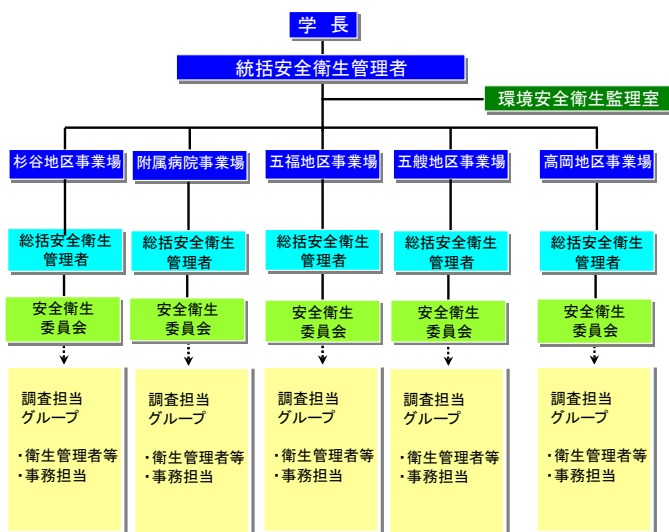 学 長
統括安全衛生管理者
環境安全衛生監理室
杉谷地区事業場
附属病院事業場
五福地区事業場
五艘地区事業場
高岡地区事業場
総括安全衛生
管理者
総括安全衛生
管理者
総括安全衛生
管理者
総括安全衛生
管理者
総括安全衛生
管理者
安全衛生
委員会
安全衛生
委員会
安全衛生
委員会
安全衛生
委員会
安全衛生
委員会
調査担当
グループ
・衛生管理者等
・事務担当
調査担当
グループ
・衛生管理者等
・事務担当
調査担当
グループ
・衛生管理者等
・事務担当
調査担当
グループ
・衛生管理者等
・事務担当
調査担当
グループ
・衛生管理者等
・事務担当